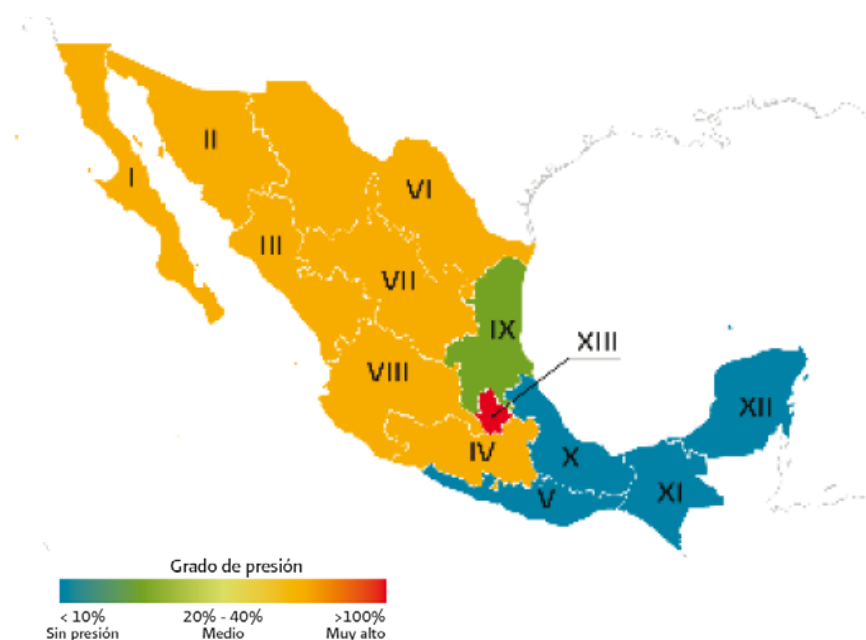 II
I
VI
III
VII
IX
XIII
VIII
XII
IV
X
V
XI
Grado de presión
< 10% 20% - 40% >100%
Sin presión Medio Muy alto